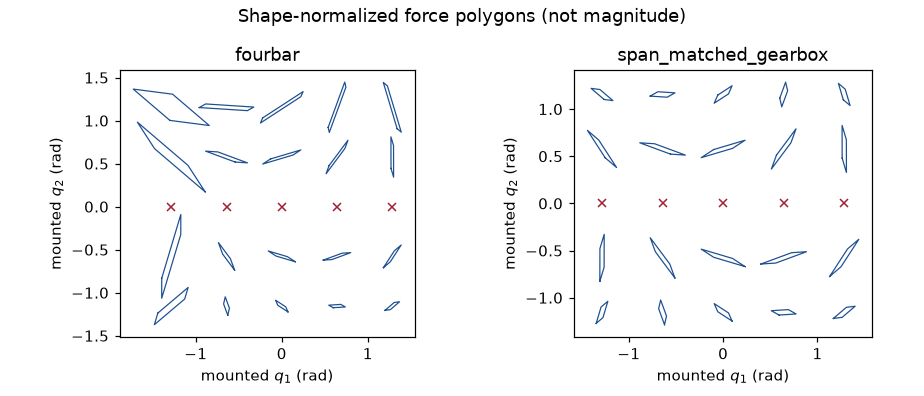 Shape-normalized force polygons (not magnitude)
fourbar
span_matched_gearbox
1.5
1.0
0.5
0.0
−0.5
−1.0
−1.5
mounted q₂ (rad)
−1
0
1
mounted q₁ (rad)
1.0
0.5
0.0
−0.5
−1.0
mounted q₂ (rad)
−1
0
1
mounted q₁ (rad)